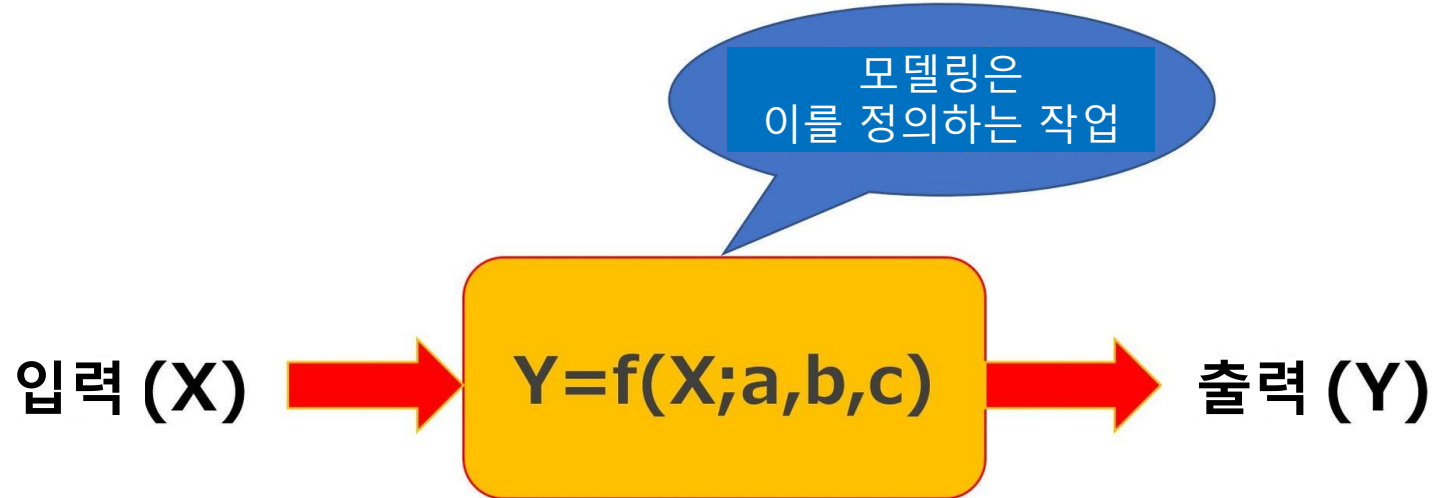 모델링은
이를 정의하는 작업
입력 (X)
Y=f(X;a,b,c)
출력 (Y)